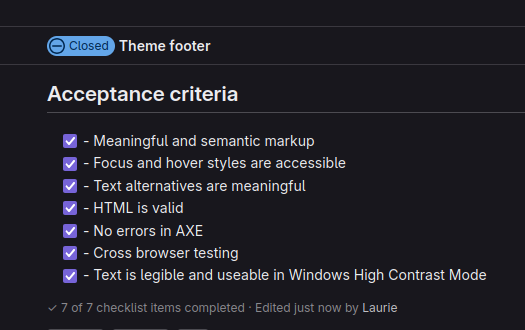 Closed Theme footer
Acceptance criteria
- Meaningful and semantic markup
- Focus and hover styles are accessible
- Text alternatives are meaningful
- HTML is valid
- No errors in AXE
- Cross browser testing
- Text is legible and useable in Windows High Contrast Mode
✓ 7 of 7 checklist items completed · Edited just now by Laurie